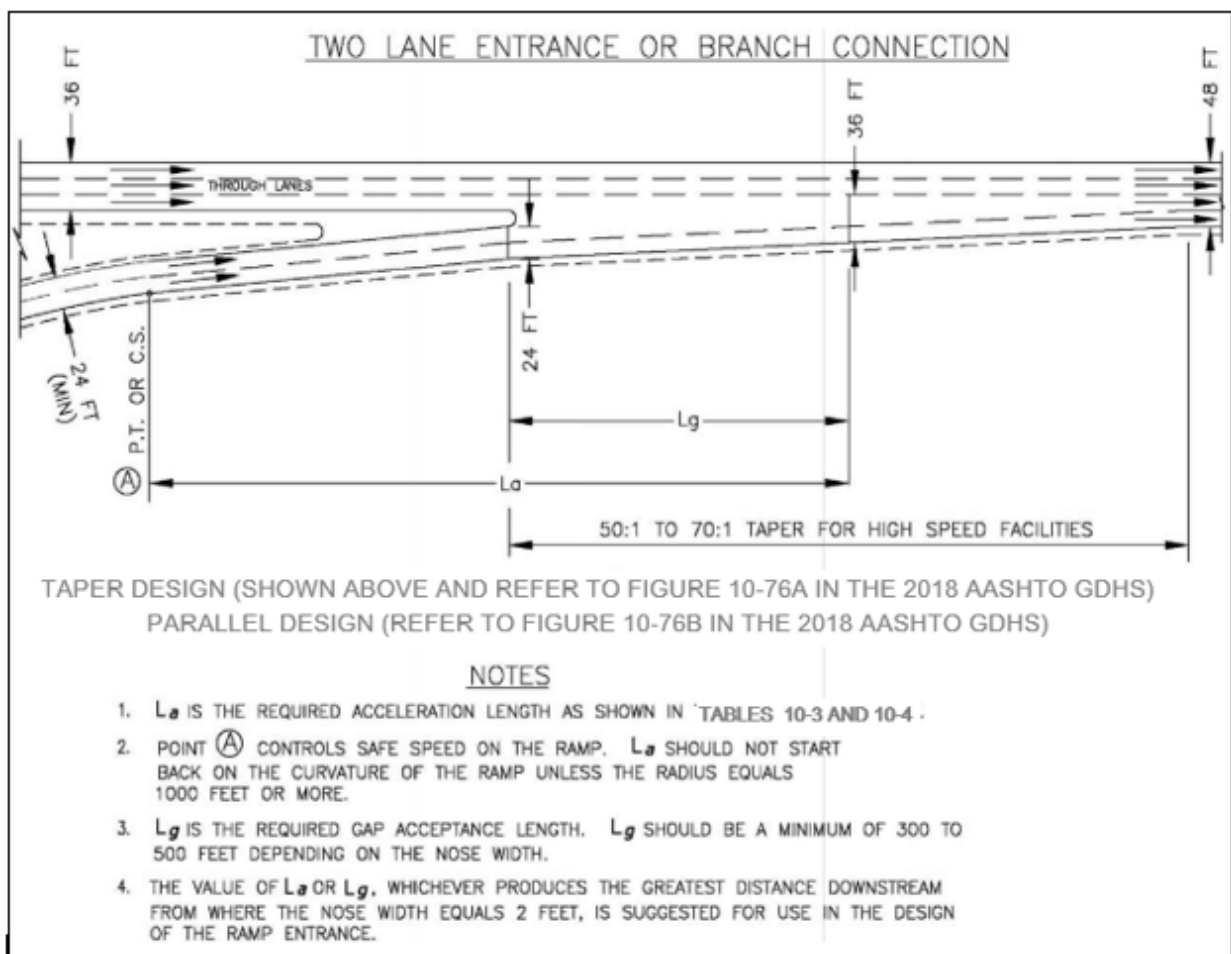 TWO LANE ENTRANCE OR BRANCH CONNECTION
36 FT
36 FT
48 FT
THROUGH LANES
24 FT
(MIN)
P.T. OR C.S.
A
24 FT
Lg
La
50:1 TO 70:1 TAPER FOR HIGH SPEED FACILITIES
TAPER DESIGN (SHOWN ABOVE AND REFER TO FIGURE 10-76A IN THE 2018 AASHTO GDHS)
PARALLEL DESIGN (REFER TO FIGURE 10-76B IN THE 2018 AASHTO GDHS)
NOTES
1. La IS THE REQUIRED ACCELERATION LENGTH AS SHOWN IN TABLES 10-3 AND 10-4.
2. POINT A CONTROLS SAFE SPEED ON THE RAMP. La SHOULD NOT START
BACK ON THE CURVATURE OF THE RAMP UNLESS THE RADIUS EQUALS
1000 FEET OR MORE.
3. Lg IS THE REQUIRED GAP ACCEPTANCE LENGTH. Lg SHOULD BE A MINIMUM OF 300 TO
500 FEET DEPENDING ON THE NOSE WIDTH.
4. THE VALUE OF La OR Lg, WHICHEVER PRODUCES THE GREATEST DISTANCE DOWNSTREAM
FROM WHERE THE NOSE WIDTH EQUALS 2 FEET, IS SUGGESTED FOR USE IN THE DESIGN
OF THE RAMP ENTRANCE.